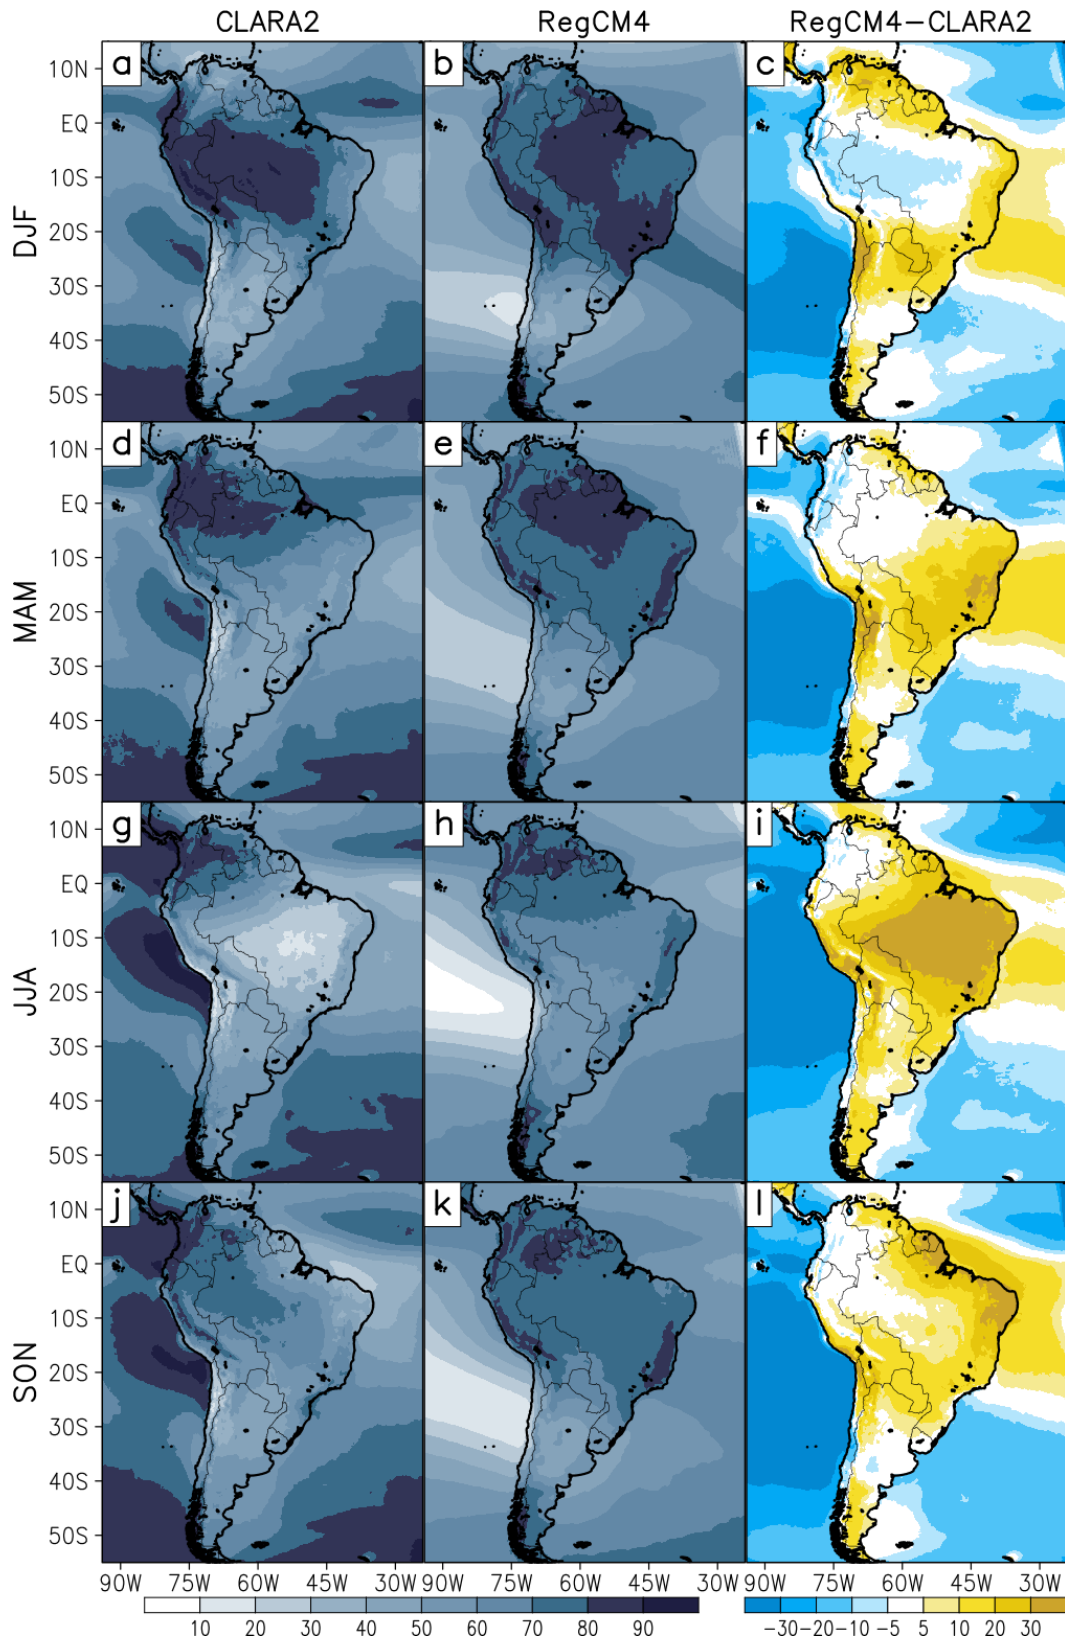 CLARA2 RegCM4 RegCM4−CLARA2
a b c
10N
EQ
10S
20S
30S
40S
50S
DJF
d e f
10N
EQ
10S
20S
30S
40S
50S
MAM
g h i
10N
EQ
10S
20S
30S
40S
50S
JJA
j k l
10N
EQ
10S
20S
30S
40S
50S
SON
90W 75W 60W 45W 30W 90W 75W 60W 45W 30W 90W 75W 60W 45W 30W
10 20 30 40 50 60 70 80 90 −30 −20 −10 −5 5 10 20 30